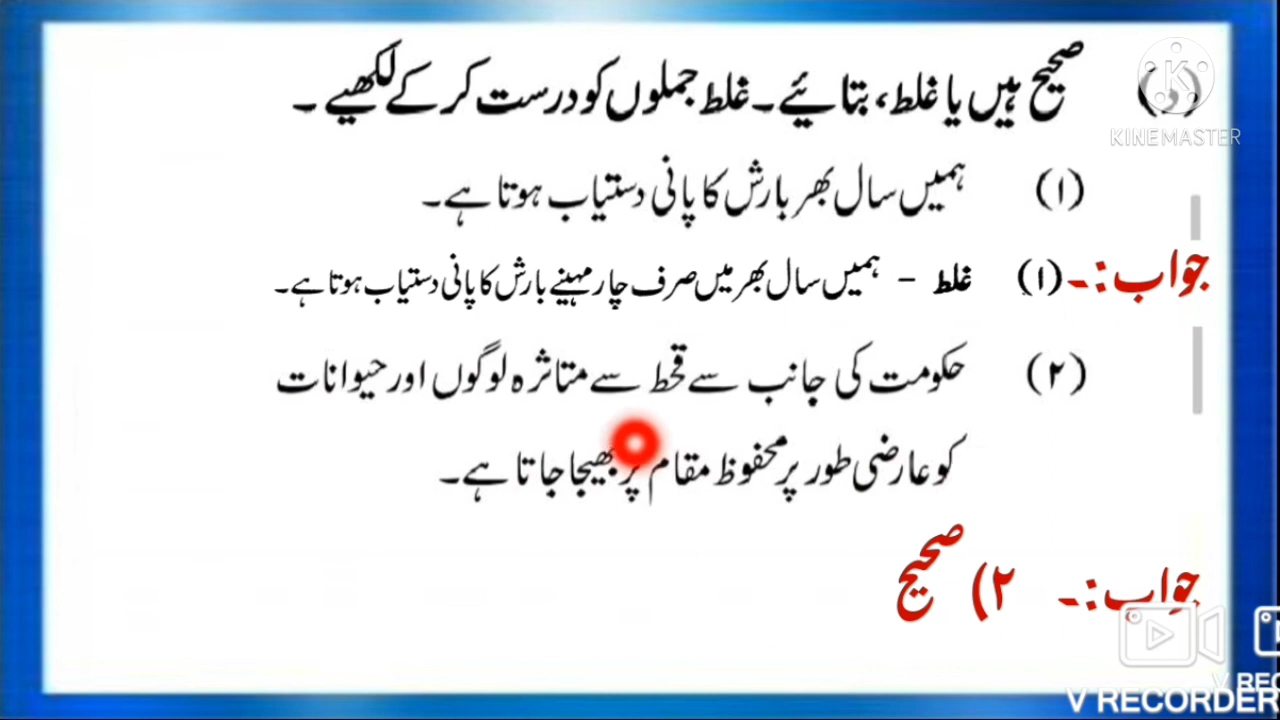 (د) صحیح ہیں یا غلط، بتائیے۔ غلط جملوں کو درست کر کے لکھیے۔
KINEMASTER
(۱) ہمیں سال بھر بارش کا پانی دستیاب ہوتا ہے۔
جواب:۔ (۱) غلط - ہمیں سال بھر میں صرف چار مہینے بارش کا پانی دستیاب ہوتا ہے۔
(۲) حکومت کی جانب سے قحط سے متاثرہ لوگوں اور حیوانات
کو عارضی طور پر محفوظ مقام پر بھیجا جاتا ہے۔
جواب:۔ ۲) صحیح
V REC
V RECORDER